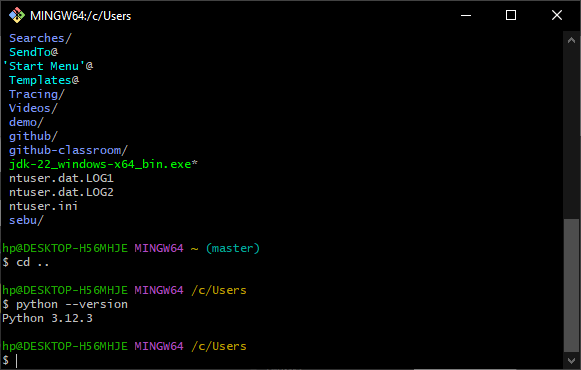 MINGW64:/c/Users
Searches/
SendTo@
'Start Menu'@
Templates@
Tracing/
Videos/
demo/
github/
github-classroom/
jdk-22_windows-x64_bin.exe*
ntuser.dat.LOG1
ntuser.dat.LOG2
ntuser.ini
sebu/
hp@DESKTOP-H56MHJE MINGW64 ~ (master)
$ cd ..
hp@DESKTOP-H56MHJE MINGW64 /c/Users
$ python --version
Python 3.12.3
hp@DESKTOP-H56MHJE MINGW64 /c/Users
$